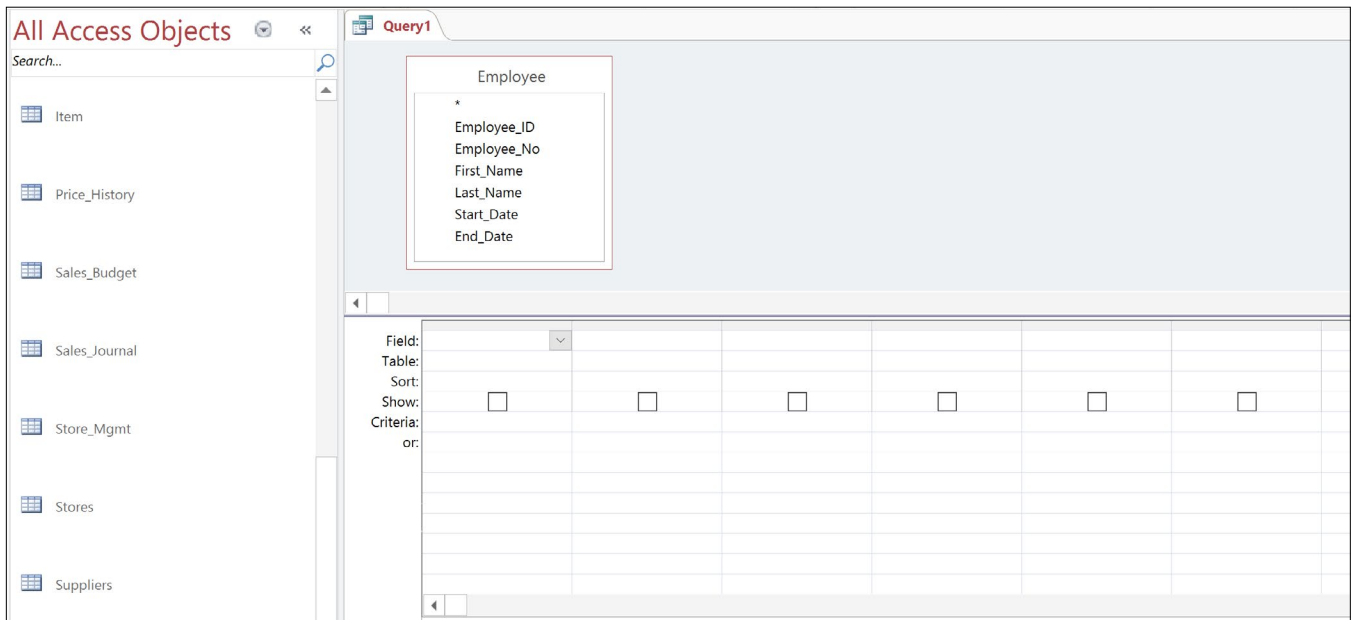 All Access Objects
Search...
Item
Price_History
Sales_Budget
Sales_Journal
Store_Mgmt
Stores
Suppliers
Query1
Employee
*
Employee_ID
Employee_No
First_Name
Last_Name
Start_Date
End_Date
Field:
Table:
Sort:
Show:
Criteria:
or: